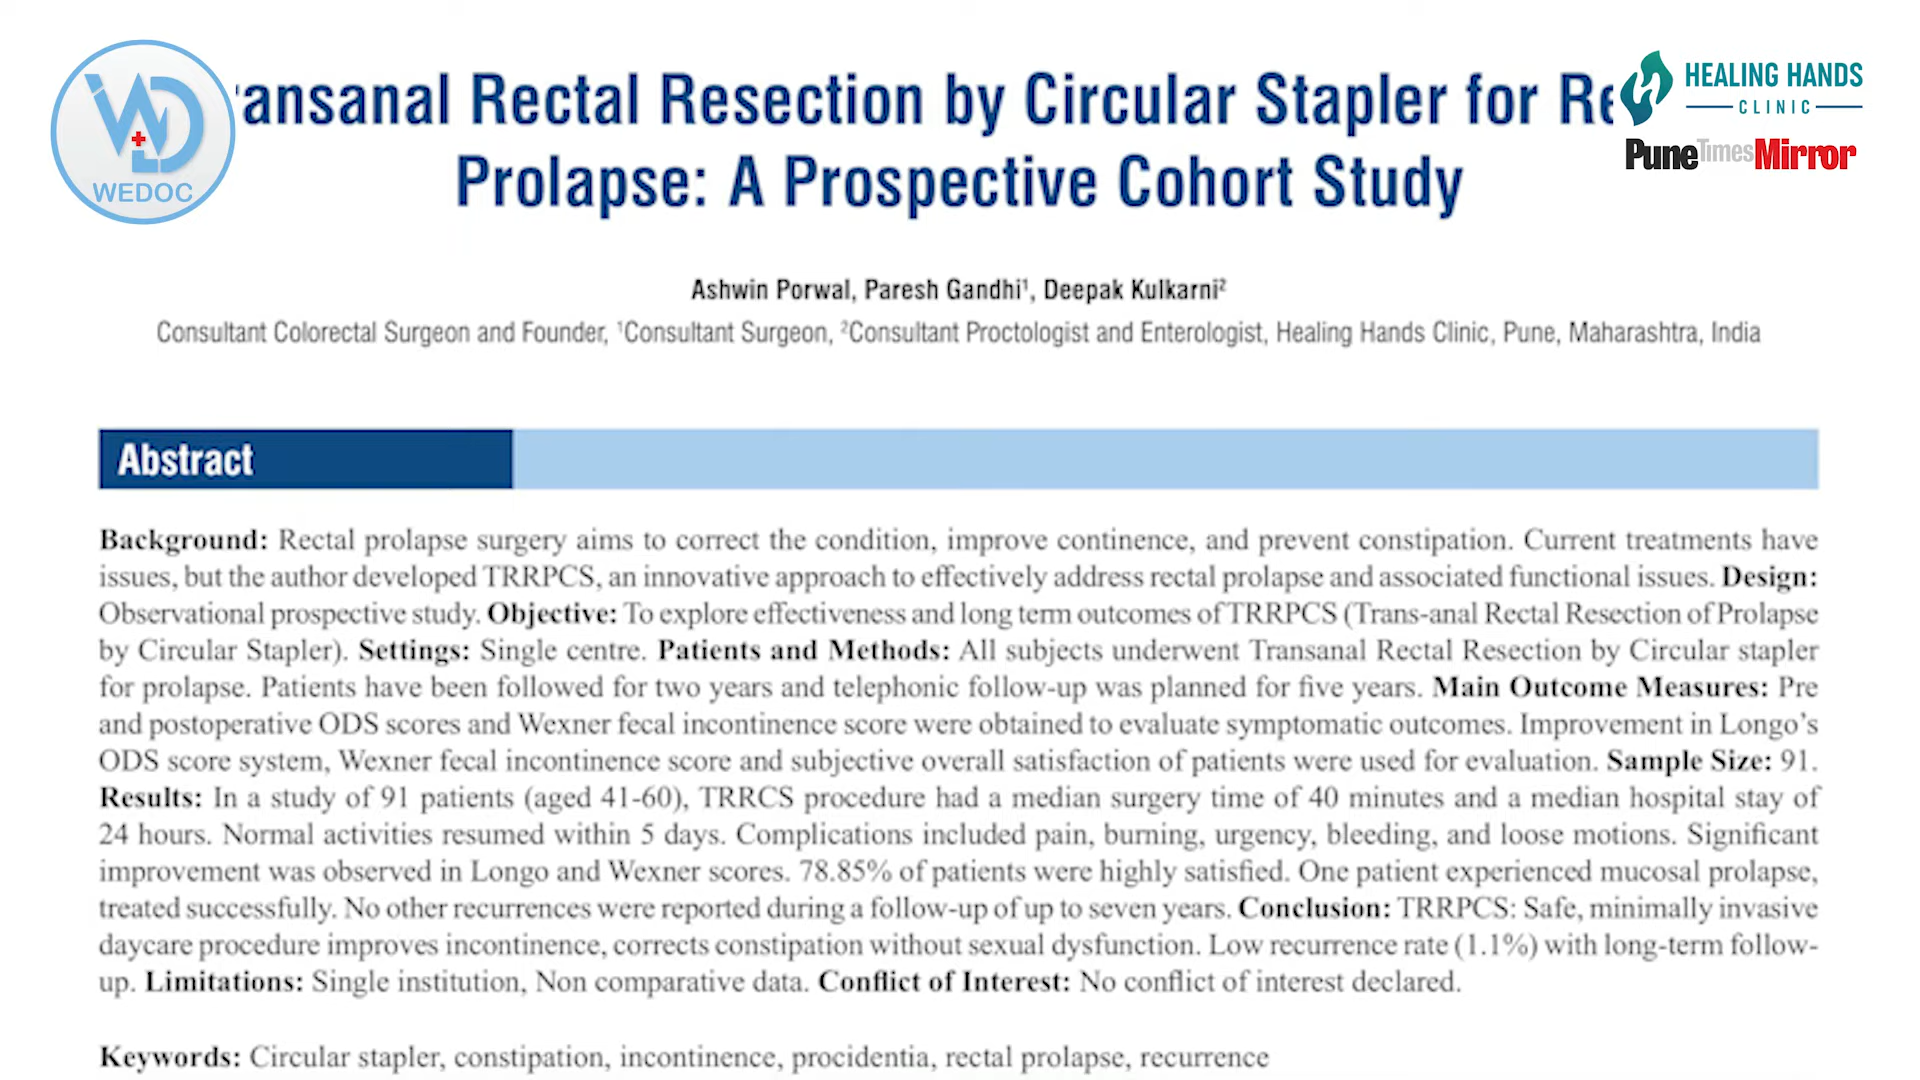 WEDOC
ansanal Rectal Resection by Circular Stapler for Re
HEALING HANDS
CLINIC
PuneTimesMirror
Prolapse: A Prospective Cohort Study
Ashwin Porwal, Paresh Gandhi¹, Deepak Kulkarni²
Consultant Colorectal Surgeon and Founder, ¹Consultant Surgeon, ²Consultant Proctologist and Enterologist, Healing Hands Clinic, Pune, Maharashtra, India
Abstract
Background: Rectal prolapse surgery aims to correct the condition, improve continence, and prevent constipation. Current treatments have
issues, but the author developed TRRPCS, an innovative approach to effectively address rectal prolapse and associated functional issues. Design:
Observational prospective study. Objective: To explore effectiveness and long term outcomes of TRRPCS (Trans-anal Rectal Resection of Prolapse
by Circular Stapler). Settings: Single centre. Patients and Methods: All subjects underwent Transanal Rectal Resection by Circular stapler
for prolapse. Patients have been followed for two years and telephonic follow-up was planned for five years. Main Outcome Measures: Pre
and postoperative ODS scores and Wexner fecal incontinence score were obtained to evaluate symptomatic outcomes. Improvement in Longo's
ODS score system, Wexner fecal incontinence score and subjective overall satisfaction of patients were used for evaluation. Sample Size: 91.
Results: In a study of 91 patients (aged 41-60), TRRCS procedure had a median surgery time of 40 minutes and a median hospital stay of
24 hours. Normal activities resumed within 5 days. Complications included pain, burning, urgency, bleeding, and loose motions. Significant
improvement was observed in Longo and Wexner scores. 78.85% of patients were highly satisfied. One patient experienced mucosal prolapse,
treated successfully. No other recurrences were reported during a follow-up of up to seven years. Conclusion: TRRPCS: Safe, minimally invasive
daycare procedure improves incontinence, corrects constipation without sexual dysfunction. Low recurrence rate (1.1%) with long-term follow-
up. Limitations: Single institution, Non comparative data. Conflict of Interest: No conflict of interest declared.
Keywords: Circular stapler, constipation, incontinence, procidentia, rectal prolapse, recurrence